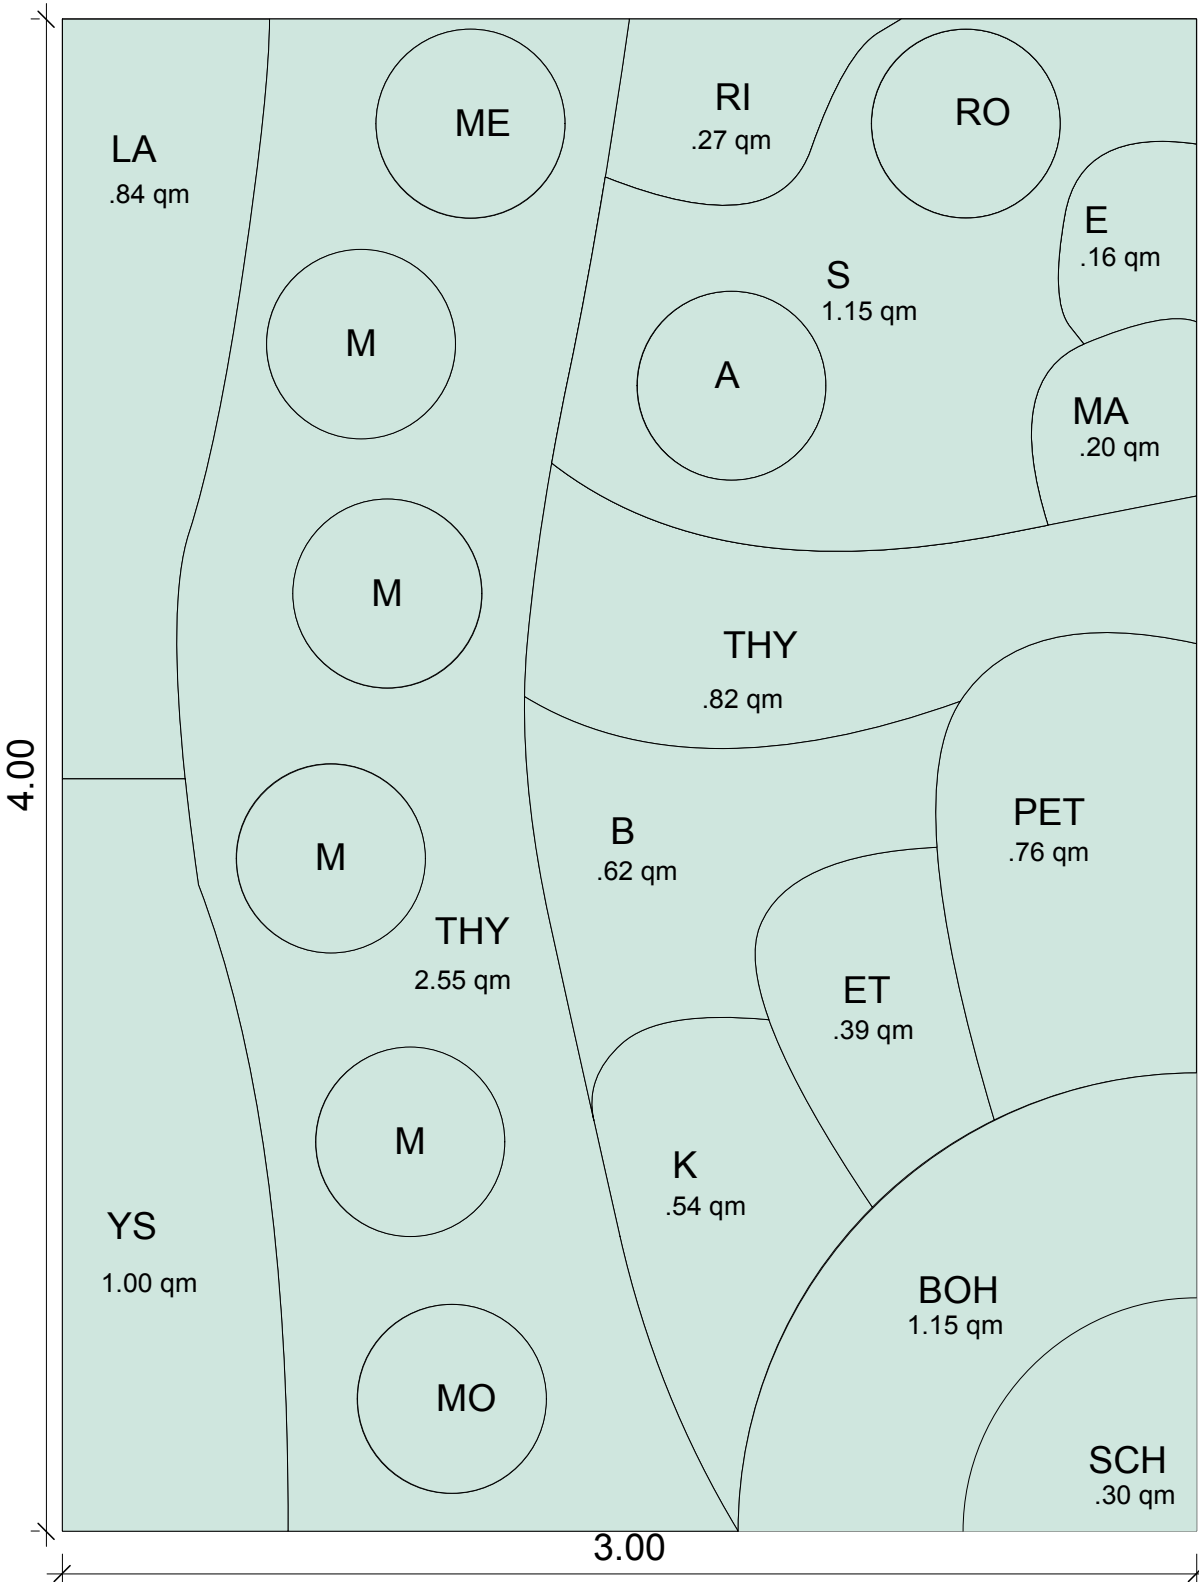 LA
.84 qm
ME
RI
.27 qm
RO
E
.16 qm
S
1.15 qm
M
A
MA
.20 qm
M
THY
.82 qm
4.00
M
B
.62 qm
PET
.76 qm
THY
2.55 qm
ET
.39 qm
M
K
.54 qm
YS
1.00 qm
BOH
1.15 qm
MO
SCH
.30 qm
3.00